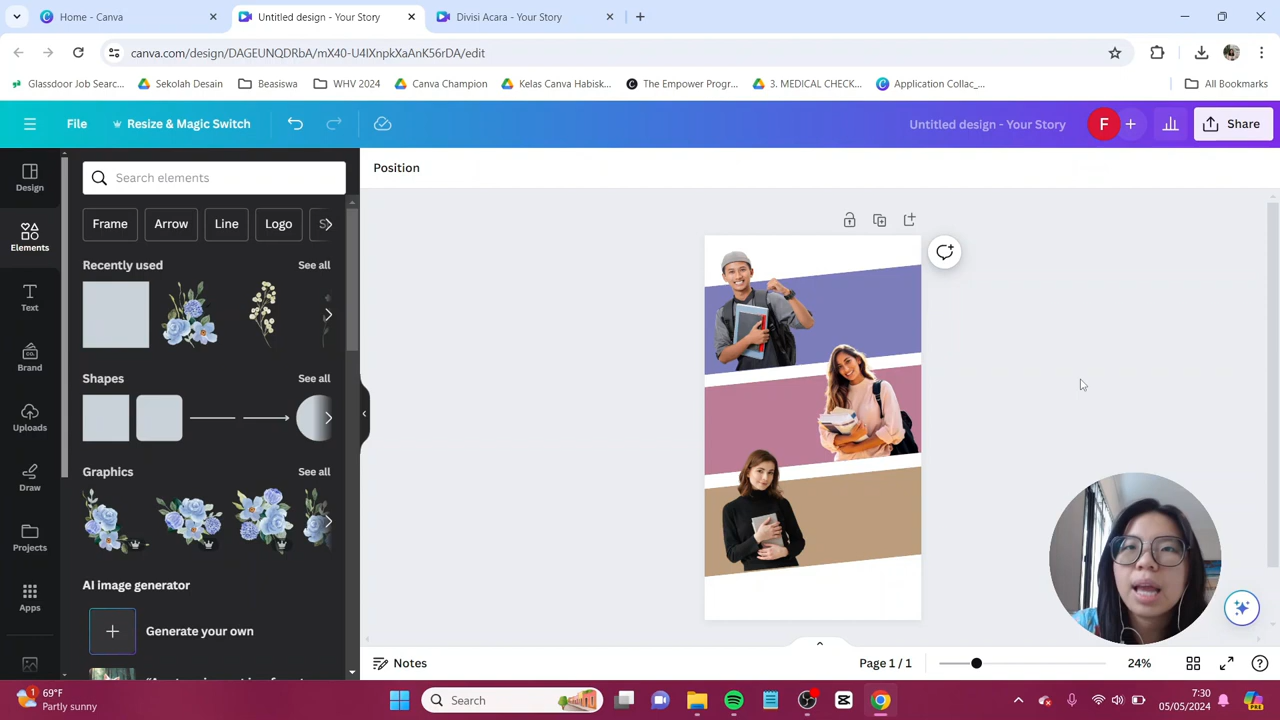 Home - Canva
Untitled design - Your Story
Divisi Acara - Your Story
canva.com/design/DAGEUNQDRbA/mX40-U4IXnpkXaAnK56rDA/edit
Glassdoor Job Searc...
Sekolah Desain
Beasiswa
WHV 2024
Canva Champion
Kelas Canva Habisk...
The Empower Progr...
3. MEDICAL CHECK...
Application Collac_...
All Bookmarks
File
Resize & Magic Switch
Untitled design - Your Story
F
Share
Design
Elements
Text
Brand
Uploads
Draw
Projects
Apps
Search elements
Frame
Arrow
Line
Logo
S
Recently used
See all
Shapes
See all
Graphics
See all
AI image generator
Generate your own
Position
Notes
Page 1 / 1
24%
1
69°F
Partly sunny
Search
7:30
05/05/2024